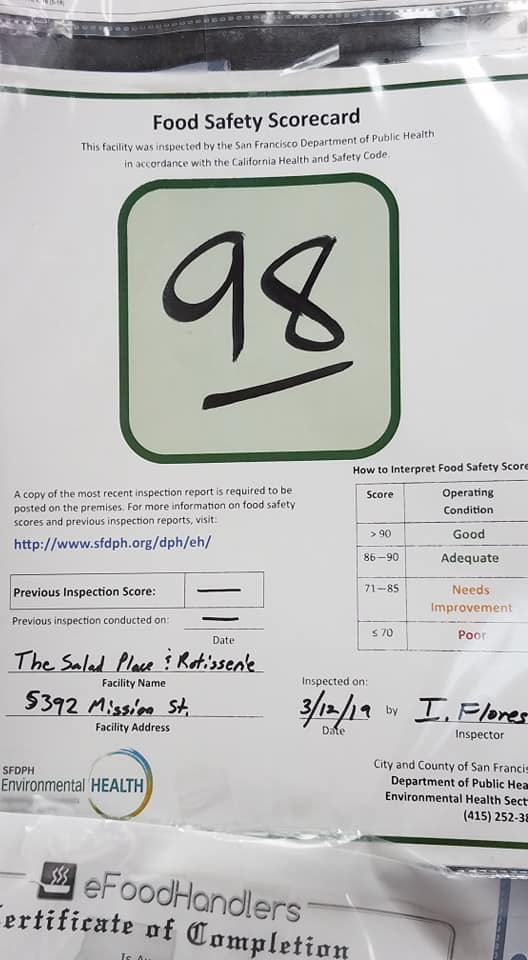 Food Safety Scorecard
This facility was inspected by the San Francisco Department of Public Health
in accordance with the California Health and Safety Code.
98
How to Interpret Food Safety Score
Score Operating Condition
> 90 Good
86-90 Adequate
71-85 Needs Improvement
≤ 70 Poor
A copy of the most recent inspection report is required to be
posted on the premises. For more information on food safety
scores and previous inspection reports, visit:
http://www.sfdph.org/dph/eh/
Previous Inspection Score: —
Previous inspection conducted on: —
Date
The Salad Place & Rotisserie
Facility Name
5392 Mission St.
Facility Address
Inspected on:
3/12/19 by I. Flores
Date Inspector
SFDPH
Environmental HEALTH
City and County of San Francis
Department of Public Hea
Environmental Health Sect
(415) 252-38
eFoodHandlers
Certificate of Completion